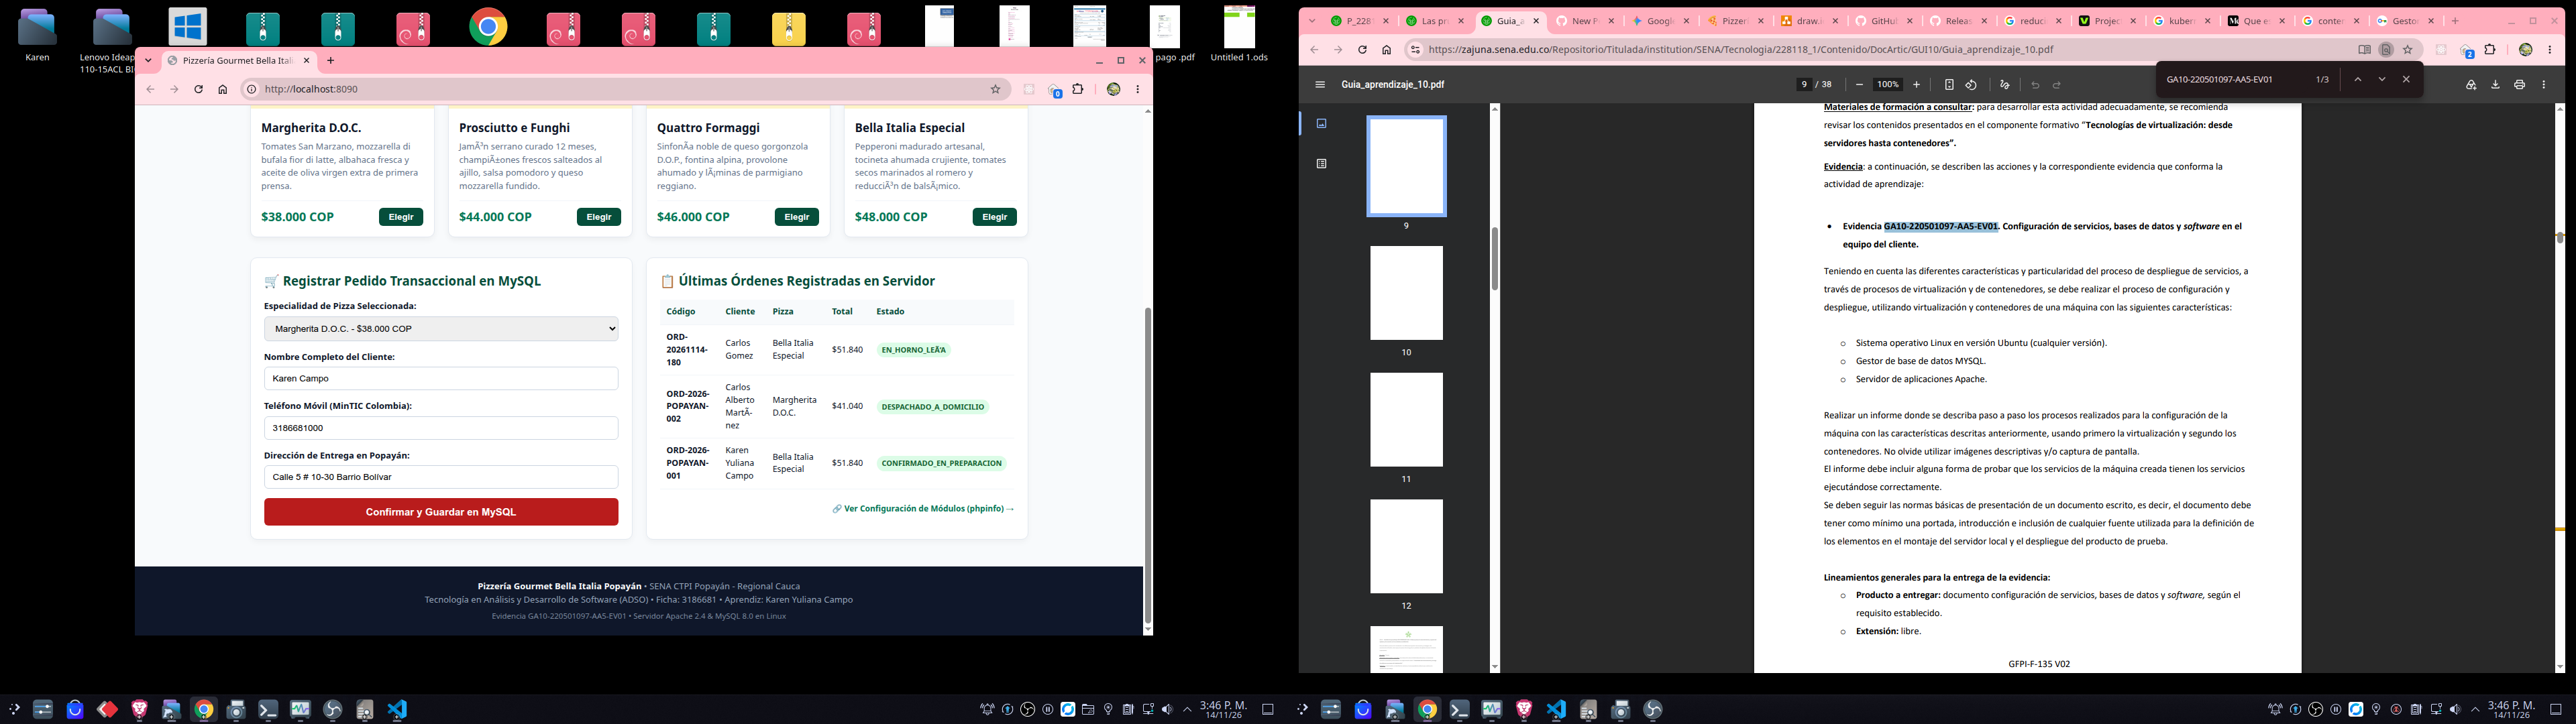 Karen
Lenovo Ideap
110-15ACL BI
pago .pdf
Untitled 1.ods
Pizzería Gourmet Bella Itali
http://localhost:8090
Margherita D.O.C.
Tomates San Marzano, mozzarella di
bufala fior di latte, albahaca fresca y
aceite de oliva virgen extra de primera
prensa.
$38.000 COP
Elegir
Prosciutto e Funghi
JamÃ³n serrano curado 12 meses,
champiÃ±ones frescos salteados al
ajillo, salsa pomodoro y queso
mozzarella fundido.
$44.000 COP
Elegir
Quattro Formaggi
SinfonÃa noble de queso gorgonzola
D.O.P., fontina alpina, provolone
ahumado y lÃ¡minas de parmigiano
reggiano.
$46.000 COP
Elegir
Bella Italia Especial
Pepperoni madurado artesanal,
tocineta ahumada crujiente, tomates
secos marinados al romero y
reducciÃ³n de balsÃ¡mico.
$48.000 COP
Elegir
🛒 Registrar Pedido Transaccional en MySQL
Especialidad de Pizza Seleccionada:
Margherita D.O.C. - $38.000 COP
Nombre Completo del Cliente:
Karen Campo
Teléfono Móvil (MinTIC Colombia):
3186681000
Dirección de Entrega en Popayán:
Calle 5 # 10-30 Barrio Bolívar
Confirmar y Guardar en MySQL
📋 Últimas Órdenes Registradas en Servidor
Código Cliente Pizza Total Estado
ORD-
20261114-
180
Carlos
Gomez
Bella Italia
Especial
$51.840
EN_HORNO_LEÃ'A
ORD-2026-
POPAYAN-
002
Carlos
Alberto
MartÃ-
nez
Margherita
D.O.C.
$41.040
DESPACHADO_A_DOMICILIO
ORD-2026-
POPAYAN-
001
Karen
Yuliana
Campo
Bella Italia
Especial
$51.840
CONFIRMADO_EN_PREPARACION
🔗 Ver Configuración de Módulos (phpinfo) →
Pizzería Gourmet Bella Italia Popayán • SENA CTPI Popayán - Regional Cauca
Tecnología en Análisis y Desarrollo de Software (ADSO) • Ficha: 3186681 • Aprendiz: Karen Yuliana Campo
Evidencia GA10-220501097-AA5-EV01 • Servidor Apache 2.4 & MySQL 8.0 en Linux
3:46 P. M.
14/11/26
P_2281
Las pr
Guia_a
New P
Google
Pizzeri
draw.i
GitHul
Releas
reduci
Projec
kuberr
Que e
conter
Gestor
https://zajuna.sena.edu.co/Repositorio/Titulada/institution/SENA/Tecnologia/228118_1/Contenido/DocArtic/GUI10/Guia_aprendizaje_10.pdf
GA10-220501097-AA5-EV01
1/3
Guia_aprendizaje_10.pdf
9 / 38
100%
9
10
11
12
Materiales de formación a consultar: para desarrollar esta actividad adecuadamente, se recomienda
revisar los contenidos presentados en el componente formativo “Tecnologías de virtualización: desde
servidores hasta contenedores”.
Evidencia: a continuación, se describen las acciones y la correspondiente evidencia que conforma la
actividad de aprendizaje:
• Evidencia GA10-220501097-AA5-EV01. Configuración de servicios, bases de datos y software en el
equipo del cliente.
Teniendo en cuenta las diferentes características y particularidad del proceso de despliegue de servicios, a
través de procesos de virtualización y de contenedores, se debe realizar el proceso de configuración y
despliegue, utilizando virtualización y contenedores de una máquina con las siguientes características:
o Sistema operativo Linux en versión Ubuntu (cualquier versión).
o Gestor de base de datos MYSQL.
o Servidor de aplicaciones Apache.
Realizar un informe donde se describa paso a paso los procesos realizados para la configuración de la
máquina con las características descritas anteriormente, usando primero la virtualización y segundo los
contenedores. No olvide utilizar imágenes descriptivas y/o captura de pantalla.
El informe debe incluir alguna forma de probar que los servicios de la máquina creada tienen los servicios
ejecutándose correctamente.
Se deben seguir las normas básicas de presentación de un documento escrito, es decir, el documento debe
tener como mínimo una portada, introducción e inclusión de cualquier fuente utilizada para la definición de
los elementos en el montaje del servidor local y el despliegue del producto de prueba.
Lineamientos generales para la entrega de la evidencia:
o Producto a entregar: documento configuración de servicios, bases de datos y software, según el
requisito establecido.
o Extensión: libre.
GFPI-F-135 V02
3:46 P. M.
14/11/26